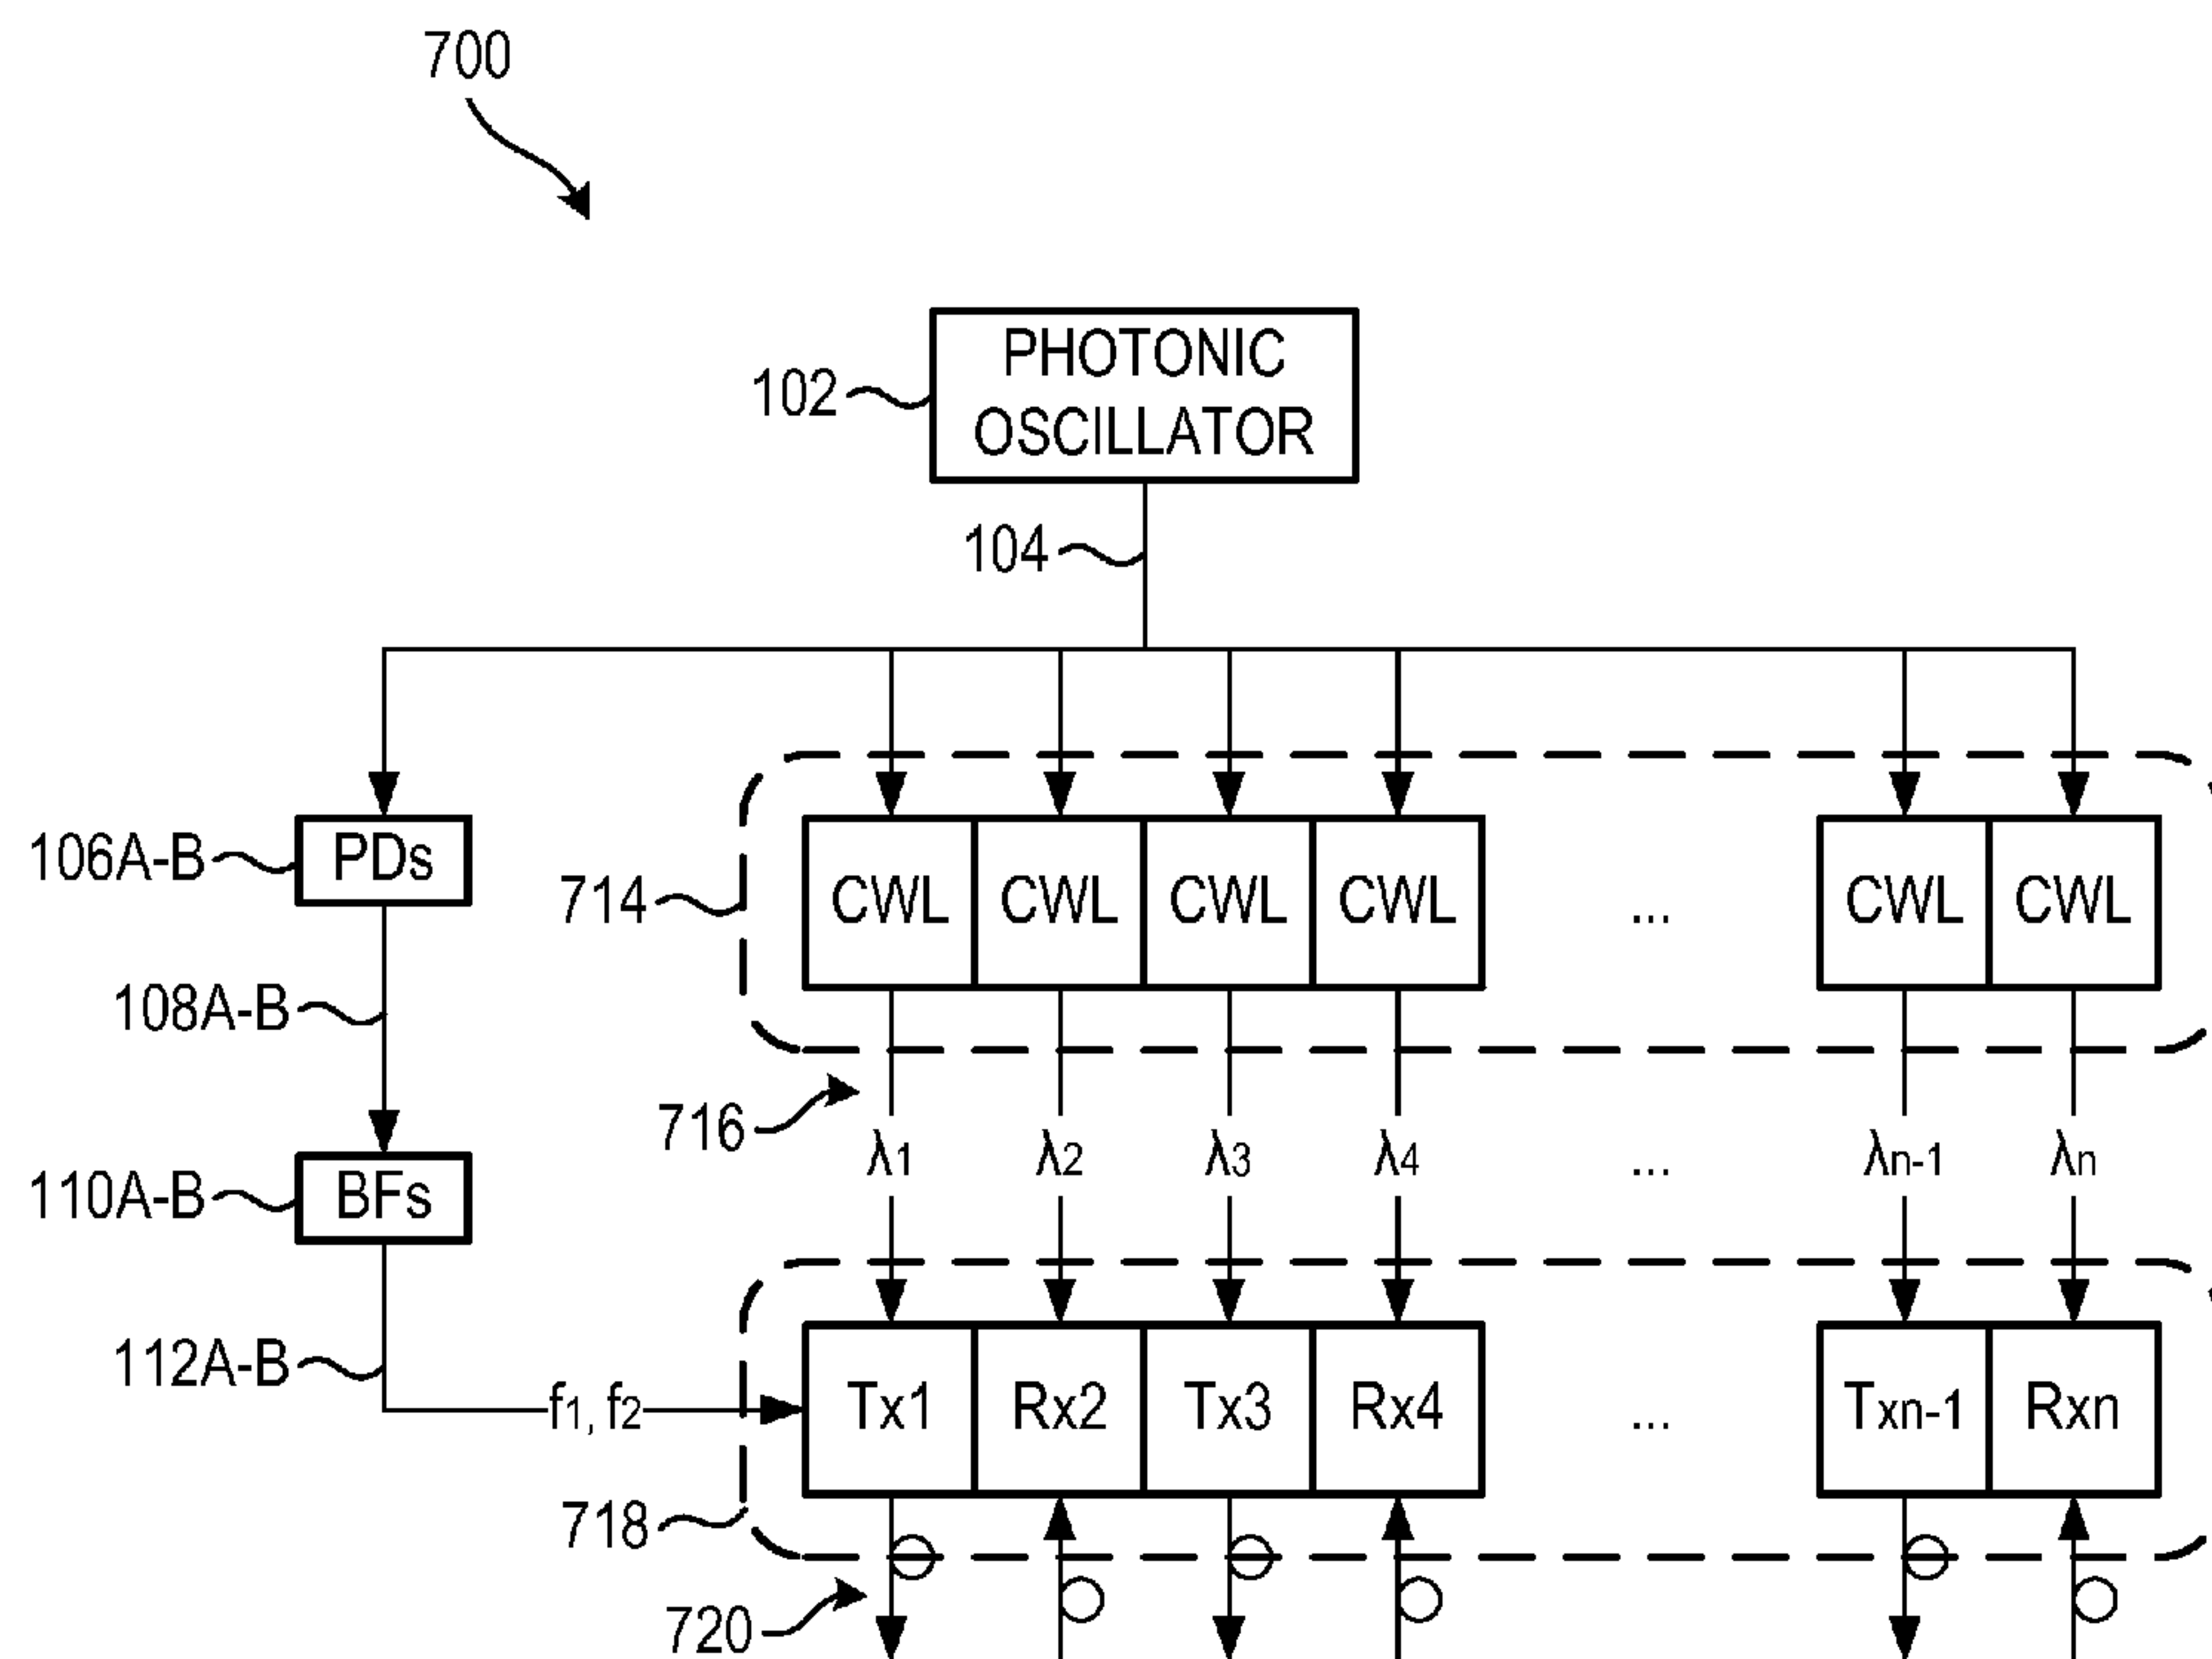 700
PHOTONIC
OSCILLATOR
102
104
106A-B
PDs
714
CWL CWL CWL CWL ... CWL CWL
108A-B
716
λ1 λ2 λ3 λ4 ... λn-1 λn
110A-B
BFs
112A-B
f1, f2
Tx1 Rx2 Tx3 Rx4 ... Txn-1 Rxn
718
720